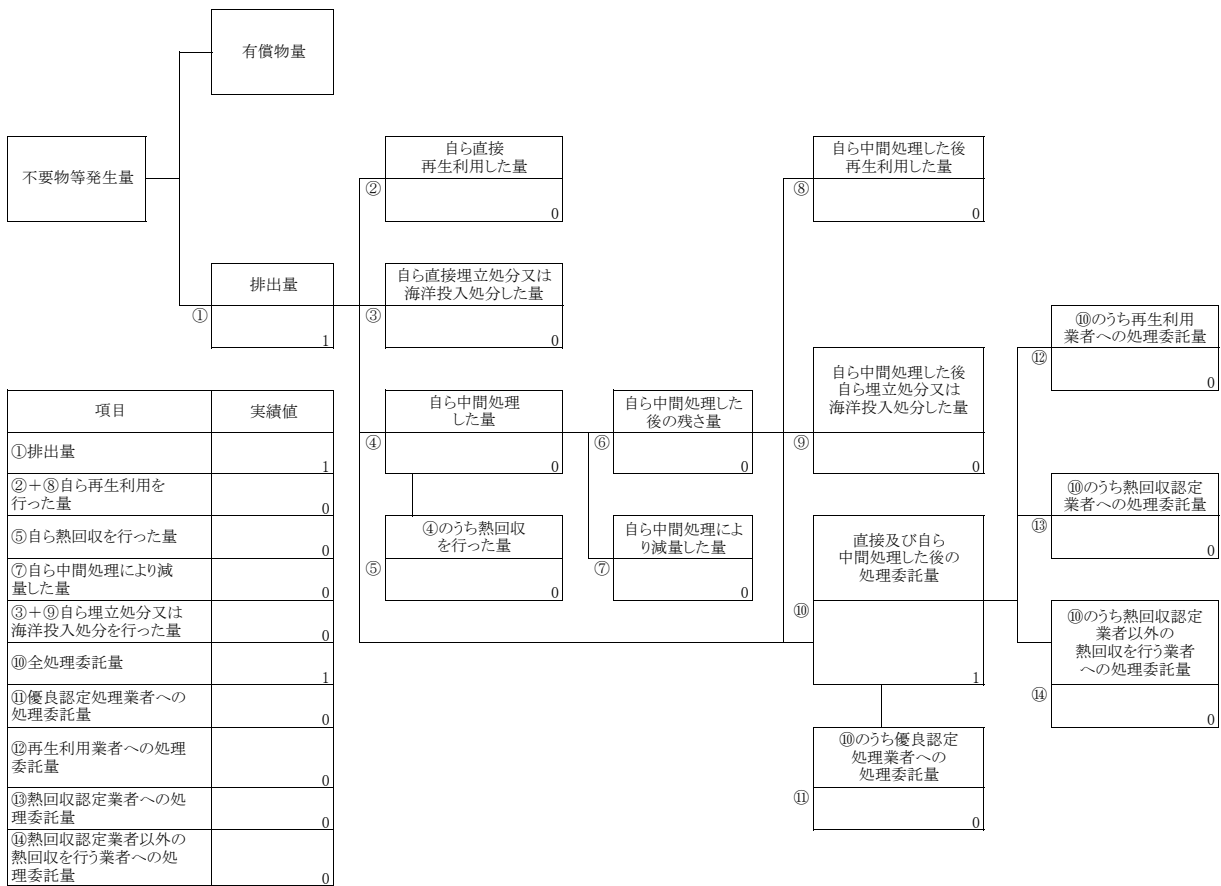 有償物量
不要物等発生量
排出量
①
1
自ら直接
再生利用した量
②
0
自ら直接埋立処分又は
海洋投入処分した量
③
0
自ら中間処理
した量
④
0
④のうち熱回収
を行った量
⑤
0
自ら中間処理した
後の残さ量
⑥
0
自ら中間処理によ
り減量した量
⑦
0
自ら中間処理した後
再生利用した量
⑧
0
自ら中間処理した後
自ら埋立処分又は
海洋投入処分した量
⑨
0
直接及び自ら
中間処理した後の
処理委託量
⑩
1
⑩のうち優良認定
処理業者への
処理委託量
⑪
0
⑩のうち再生利用
業者への処理委託量
⑫
0
⑩のうち熱回収認定
業者への処理委託量
⑬
0
⑩のうち熱回収認定
業者以外の
熱回収を行う業者
への処理委託量
⑭
0
項目 実績値
①排出量
1
②＋⑧自ら再生利用を
行った量
0
⑤自ら熱回収を行った量
0
⑦自ら中間処理により減
量した量
0
③＋⑨自ら埋立処分又は
海洋投入処分を行った量
0
⑩全処理委託量
1
⑪優良認定処理業者への
処理委託量
0
⑫再生利用業者への処理
委託量
0
⑬熱回収認定業者への処
理委託量
0
⑭熱回収認定業者以外の
熱回収を行う業者への処
理委託量
0